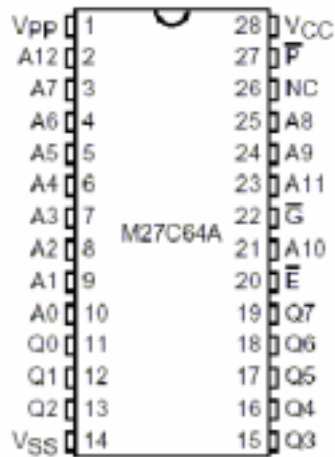 VPP 1 28 VCC
A12 2 27 P̅
A7 3 26 NC
A6 4 25 A8
A5 5 24 A9
A4 6 23 A11
A3 7 22 G̅
A2 8 M27C64A 21 A10
A1 9 20 E̅
A0 10 19 Q7
Q0 11 18 Q6
Q1 12 17 Q5
Q2 13 16 Q4
VSS 14 15 Q3